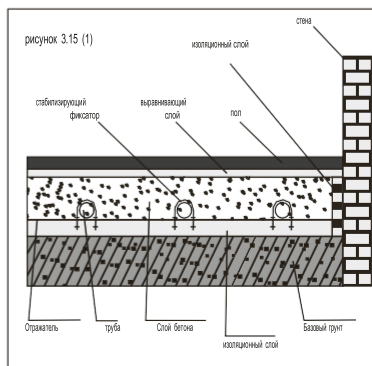 стена
рисунок 3.15 (1)
изоляционный слой
стабилизирующий
фиксатор
выравнивающий
слой
пол
Отражатель
труба
Слой бетона
изоляционный слой
Базовый грунт